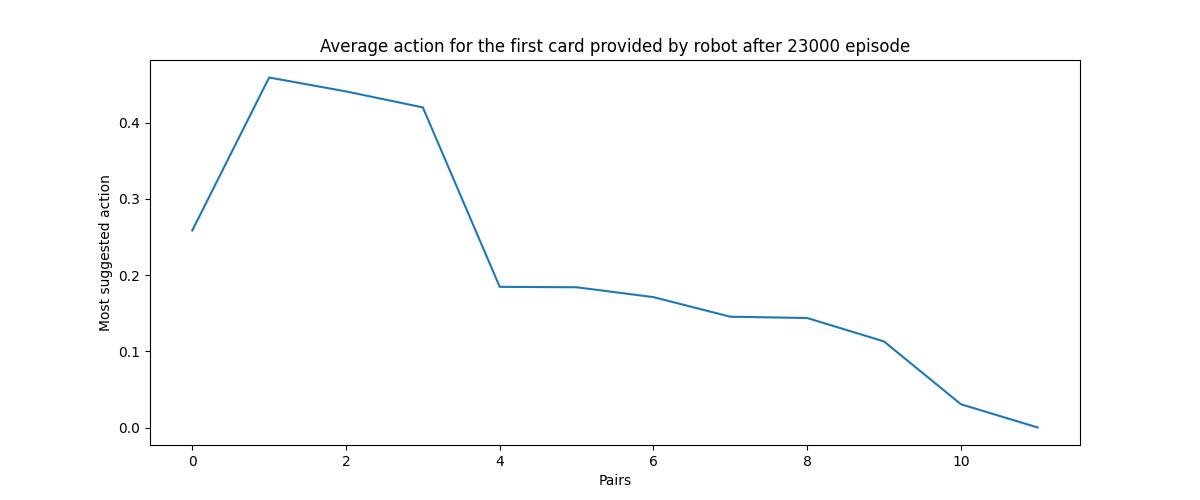 Average action for the first card provided by robot after 23000 episode
Most suggested action
0.4
0.3
0.2
0.1
0.0
0 2 4 6 8 10
Pairs